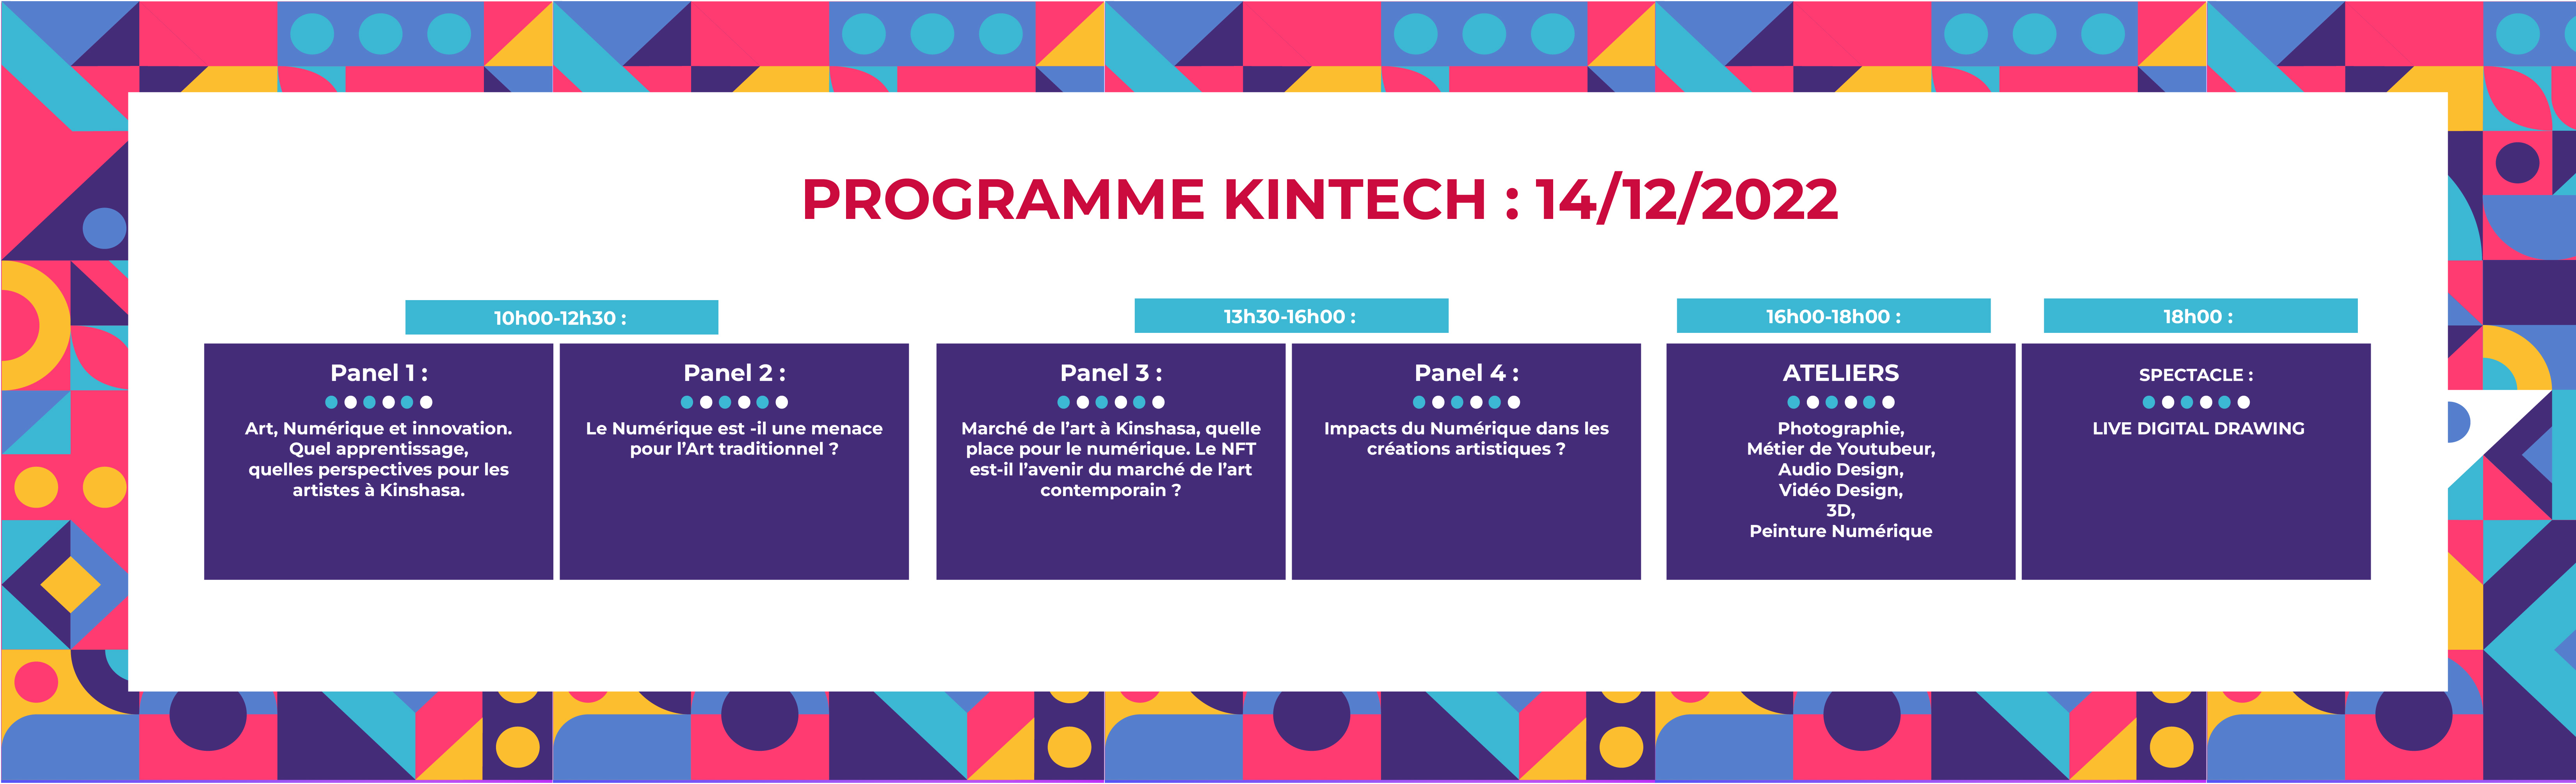 PROGRAMME KINTECH : 14/12/2022
10h00-12h30 :
Panel 1 :
Art, Numérique et innovation.
Quel apprentissage,
quelles perspectives pour les
artistes à Kinshasa.
Panel 2 :
Le Numérique est -il une menace
pour l’Art traditionnel ?
13h30-16h00 :
Panel 3 :
Marché de l’art à Kinshasa, quelle
place pour le numérique. Le NFT
est-il l’avenir du marché de l’art
contemporain ?
Panel 4 :
Impacts du Numérique dans les
créations artistiques ?
16h00-18h00 :
ATELIERS
Photographie,
Métier de Youtubeur,
Audio Design,
Vidéo Design,
3D,
Peinture Numérique
18h00 :
SPECTACLE :
LIVE DIGITAL DRAWING